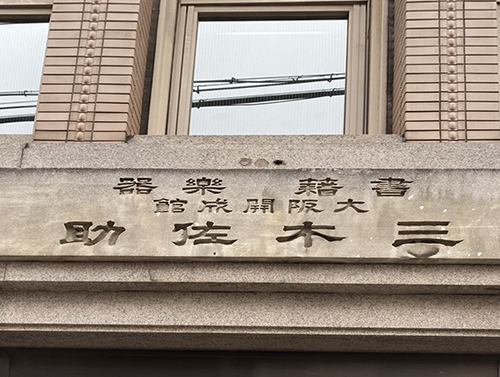 書籍 樂器
大阪開成館
三木佐助